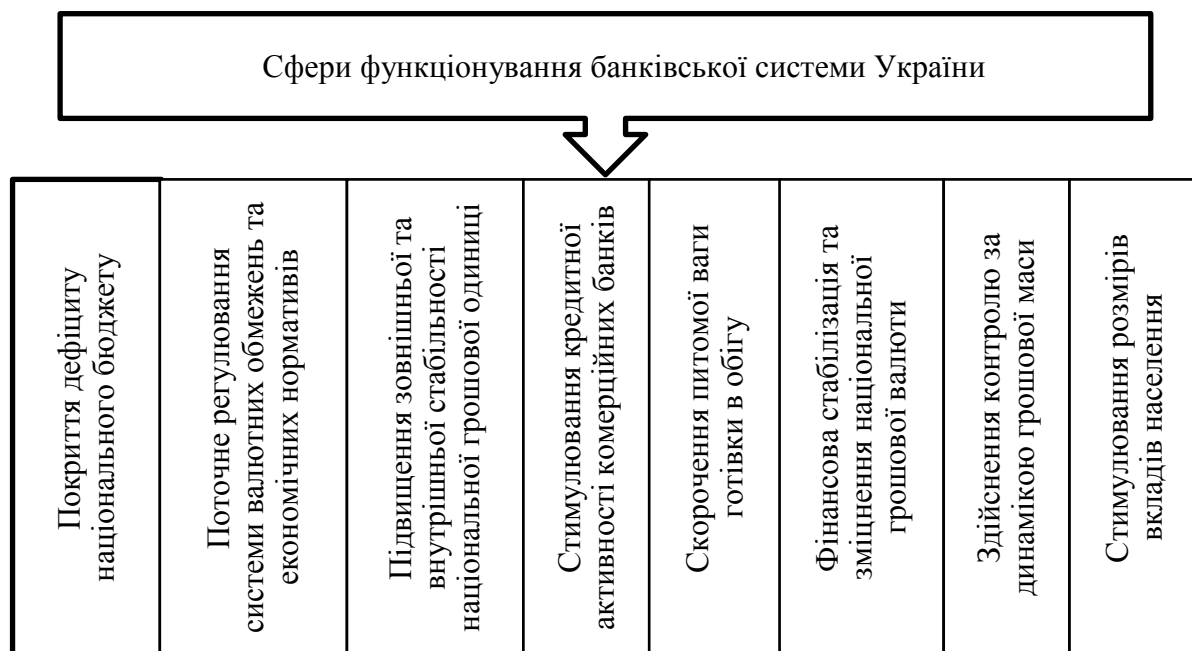 Сфери функціонування банківської системи України
Покриття дефіциту
національного бюджету
Поточне регулювання
системи валютних обмежень та
економічних нормативів
Підвищення зовнішньої та
внутрішньої стабільності
національної грошової одиниці
Стимулювання кредитної
активності комерційних банків
Скорочення питомої ваги
готівки в обігу
Фінансова стабілізація та
зміцнення національної
грошової валюти
Здійснення контролю за
динамікою грошової маси
Стимулювання розмірів
вкладів населення